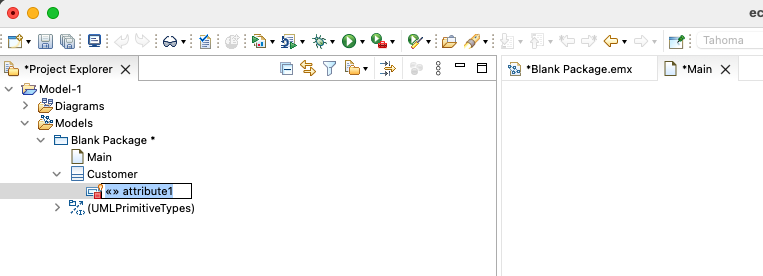 ec
Tahoma
*Project Explorer
*Blank Package.emx
*Main
Model-1
Diagrams
Models
Blank Package *
Main
Customer
«» attribute1
(UMLPrimitiveTypes)